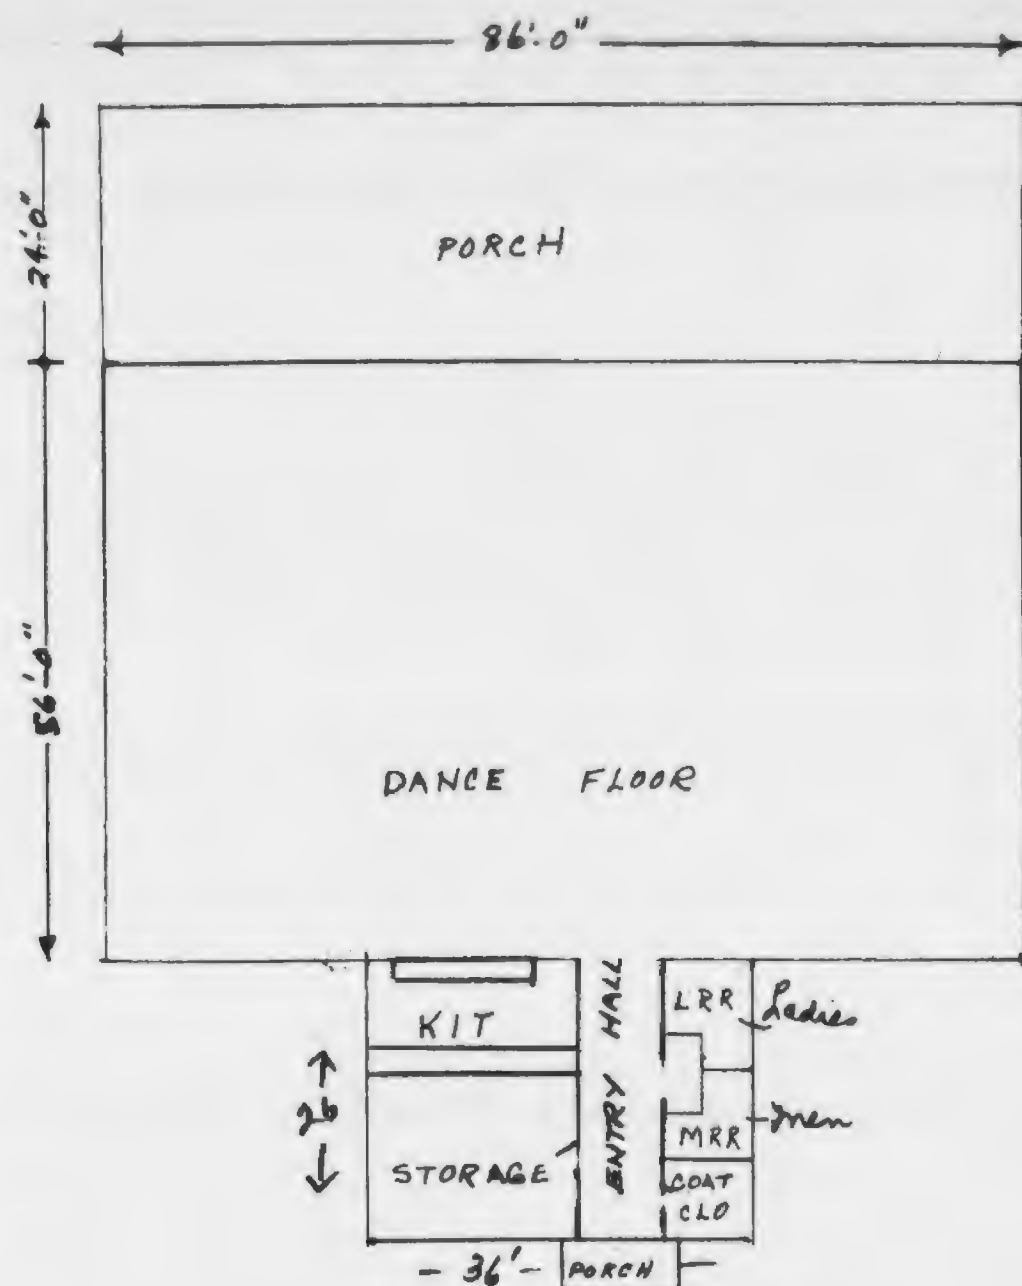 86'-0"
24'-0"
PORCH
56'-0"
DANCE FLOOR
KIT
ENTRY HALL
LRR
Ladies
26
STORAGE
MRR
Men
COAT
CLO
- 36' -
PORCH